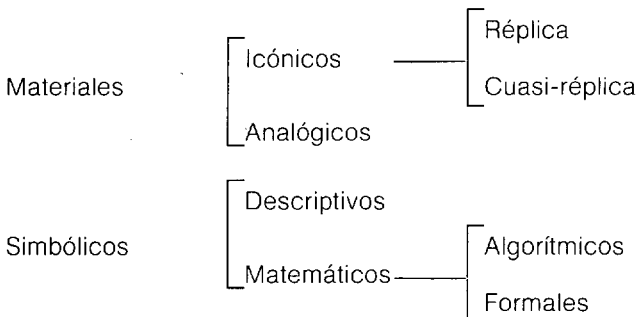 Materiales
Icónicos
Réplica
Cuasi-réplica
Analógicos
Simbólicos
Descriptivos
Matemáticos
Algorítmicos
Formales